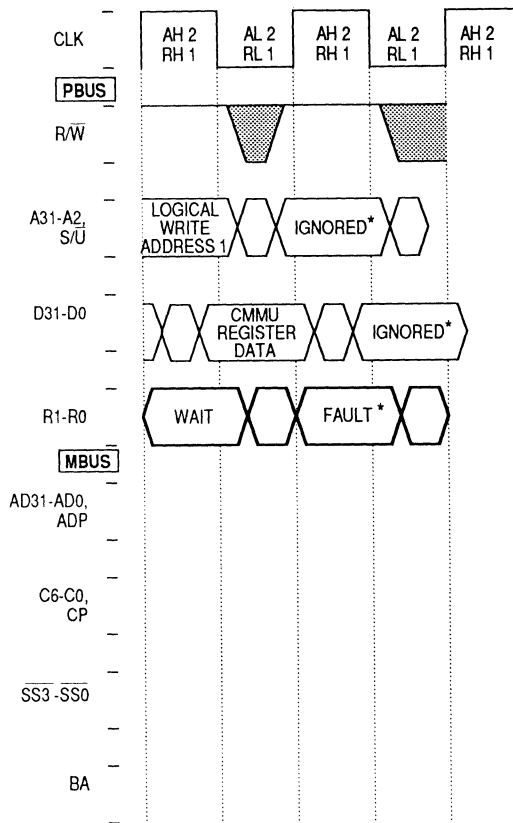 CLK
AH 2 AL 2 AH 2 AL 2 AH 2
RH 1 RL 1 RH 1 RL 1 RH 1
PBUS
R/W̅
A31-A2,
S/U̅
LOGICAL
WRITE
ADDRESS 1
IGNORED*
D31-D0
CMMU
REGISTER
DATA
IGNORED*
R1-R0
WAIT
FAULT *
MBUS
AD31-AD0,
ADP
C6-C0,
CP
S̅S̅3̅-S̅S̅0̅
BA